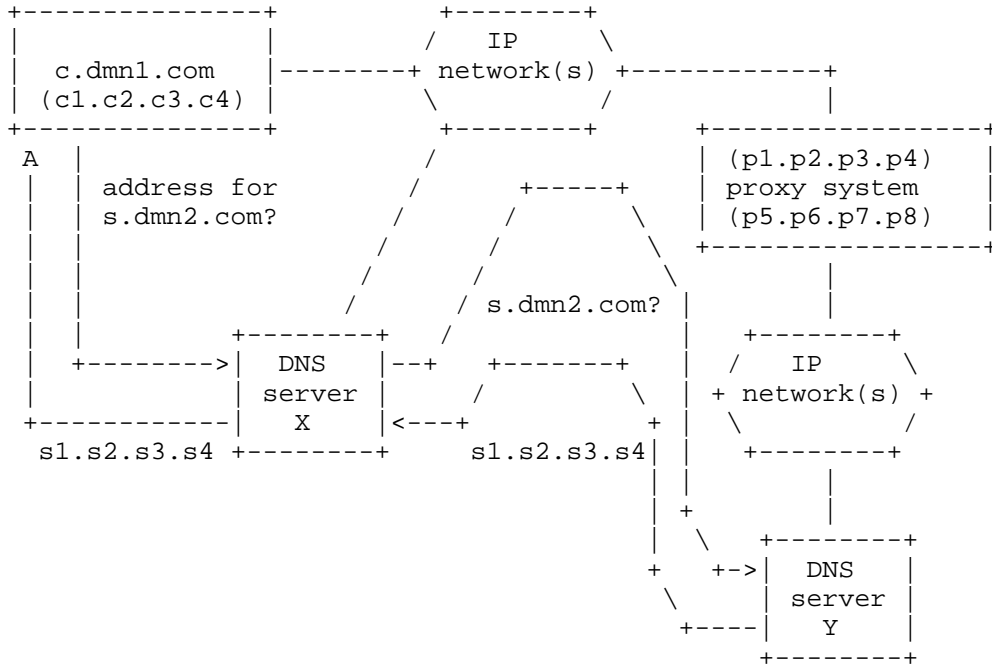 IP
c.dmn1.com
network(s)
(c1.c2.c3.c4)
A
(p1.p2.p3.p4)
address for
proxy system
s.dmn2.com?
(p5.p6.p7.p8)
s.dmn2.com?
DNS
IP
server
network(s)
X
s1.s2.s3.s4
s1.s2.s3.s4
DNS
server
Y